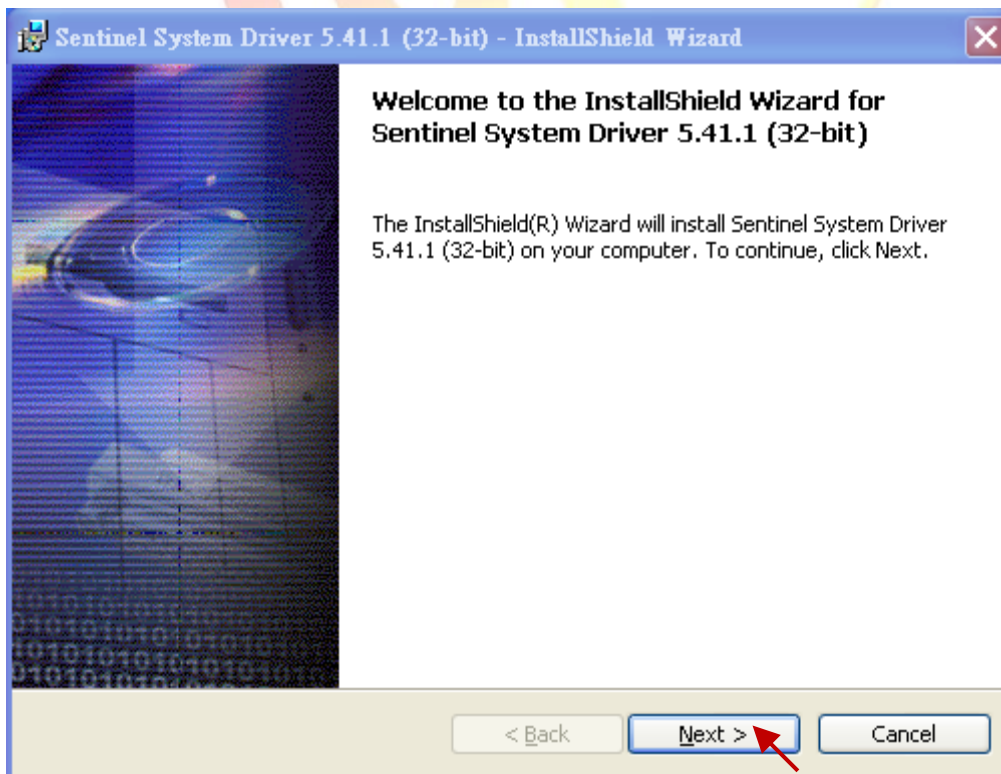 Sentinel System Driver 5.41.1 (32-bit) - InstallShield Wizard
Welcome to the InstallShield Wizard for
Sentinel System Driver 5.41.1 (32-bit)
The InstallShield(R) Wizard will install Sentinel System Driver
5.41.1 (32-bit) on your computer. To continue, click Next.
< Back
Next >
Cancel